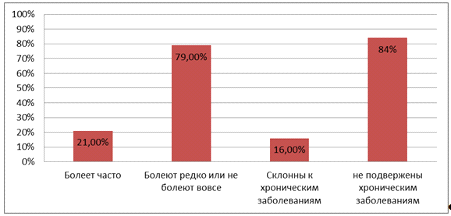 100%
90%
80%
70%
60%
50%
40%
30%
20%
10%
0%
21,00%
79,00%
16,00%
84%
Болеет часто
Болеют редко или не
болеют вовсе
Склонны к
хроническим
заболеваниям
не подвержены
хроническим
заболеваниям